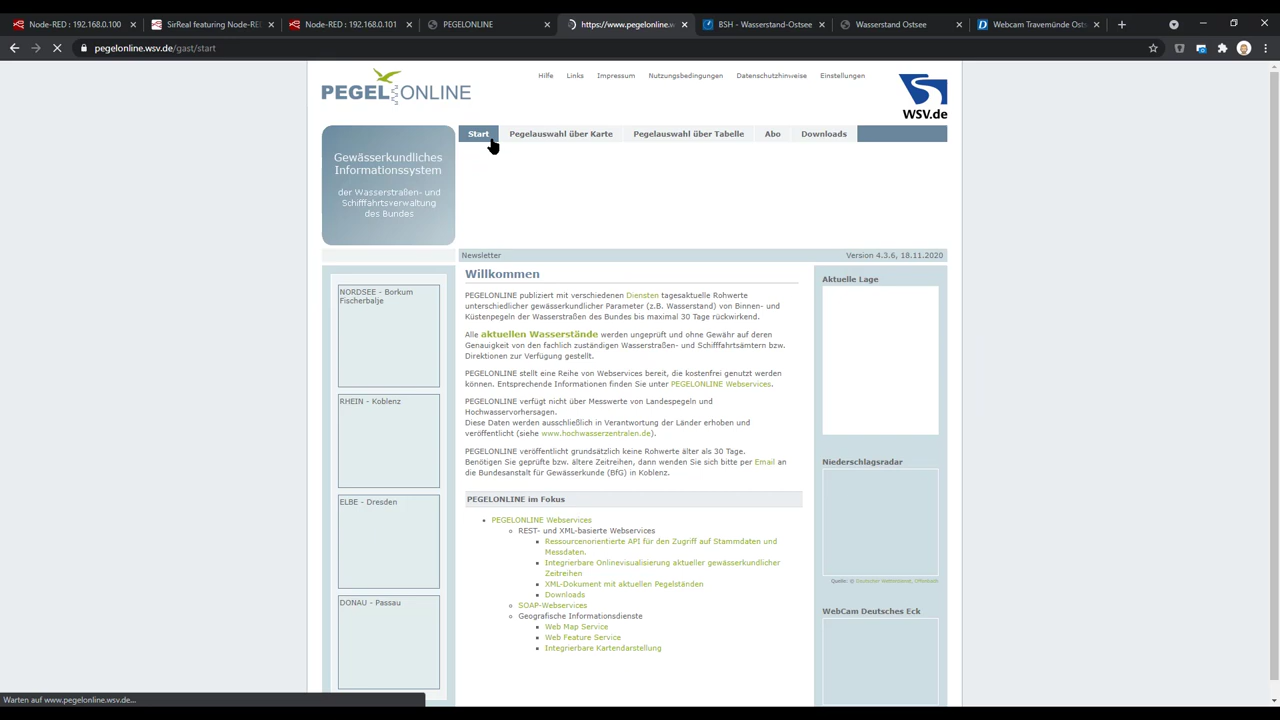 Node-RED : 192.168.0.100
SirReal featuring Node-REL
Node-RED : 192.168.0.101
PEGELONLINE
https://www.pegelonline.w
BSH - Wasserstand-Ostsee
Wasserstand Ostsee
Webcam Travemünde Osts
pegelonline.wsv.de/gast/start
PEGEL ONLINE
Hilfe Links Impressum Nutzungsbedingungen Datenschutzhinweise Einstellungen
WSV.de
Start Pegelauswahl über Karte Pegelauswahl über Tabelle Abo Downloads
Gewässerkundliches
Informationssystem
der Wasserstraßen- und
Schifffahrtsverwaltung
des Bundes
Newsletter Version 4.3.6, 18.11.2020
NORDSEE - Borkum
Fischerbalje
RHEIN - Koblenz
ELBE - Dresden
DONAU - Passau
Willkommen
PEGELONLINE publiziert mit verschiedenen Diensten tagesaktuelle Rohwerte
unterschiedlicher gewässerkundlicher Parameter (z.B. Wasserstand) von Binnen- und
Küstenpegeln der Wasserstraßen des Bundes bis maximal 30 Tage rückwirkend.
Alle aktuellen Wasserstände werden ungeprüft und ohne Gewähr auf deren
Genauigkeit von den fachlich zuständigen Wasserstraßen- und Schifffahrtsämtern bzw.
Direktionen zur Verfügung gestellt.
PEGELONLINE stellt eine Reihe von Webservices bereit, die kostenfrei genutzt werden
können. Entsprechende Informationen finden Sie unter PEGELONLINE Webservices.
PEGELONLINE verfügt nicht über Messwerte von Landespegeln und
Hochwasservorhersagen.
Diese Daten werden ausschließlich in Verantwortung der Länder erhoben und
veröffentlicht (siehe www.hochwasserzentralen.de).
PEGELONLINE veröffentlicht grundsätzlich keine Rohwerte älter als 30 Tage.
Benötigen Sie geprüfte bzw. ältere Zeitreihen, dann wenden Sie sich bitte per Email an
die Bundesanstalt für Gewässerkunde (BfG) in Koblenz.
PEGELONLINE im Fokus
PEGELONLINE Webservices
REST- und XML-basierte Webservices
Ressourcenorientierte API für den Zugriff auf Stammdaten und
Messdaten.
Integrierbare Onlinevisualisierung aktueller gewässerkundlicher
Zeitreihen
XML-Dokument mit aktuellen Pegelständen
Downloads
SOAP-Webservices
Geografische Informationsdienste
Web Map Service
Web Feature Service
Integrierbare Kartendarstellung
Aktuelle Lage
Niederschlagsradar
Quelle: © Deutscher Wetterdienst, Offenbach
WebCam Deutsches Eck
Warten auf www.pegelonline.wsv.de...